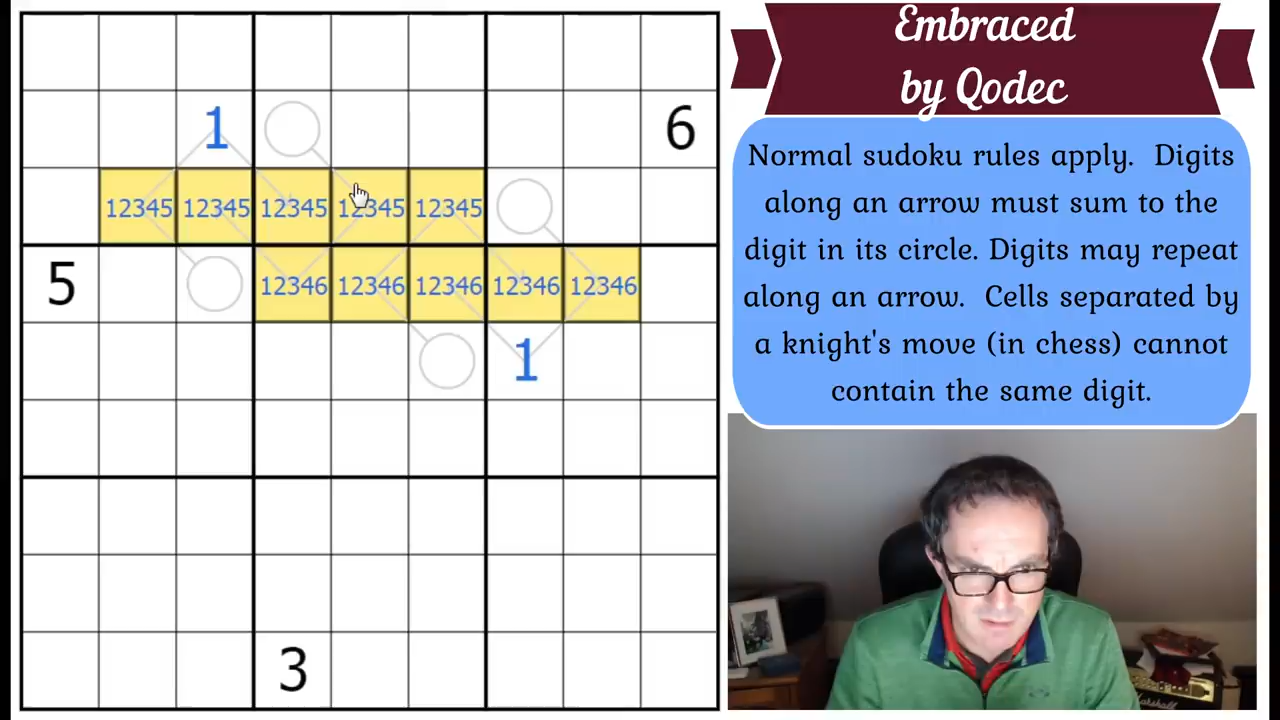 Embraced
by Qodec
Normal sudoku rules apply. Digits
along an arrow must sum to the
digit in its circle. Digits may repeat
along an arrow. Cells separated by
a knight's move (in chess) cannot
contain the same digit.
1 6
12345 12345 12345 12345 12345
5 12346 12346 12346 12346 12346
1
3
Marshall